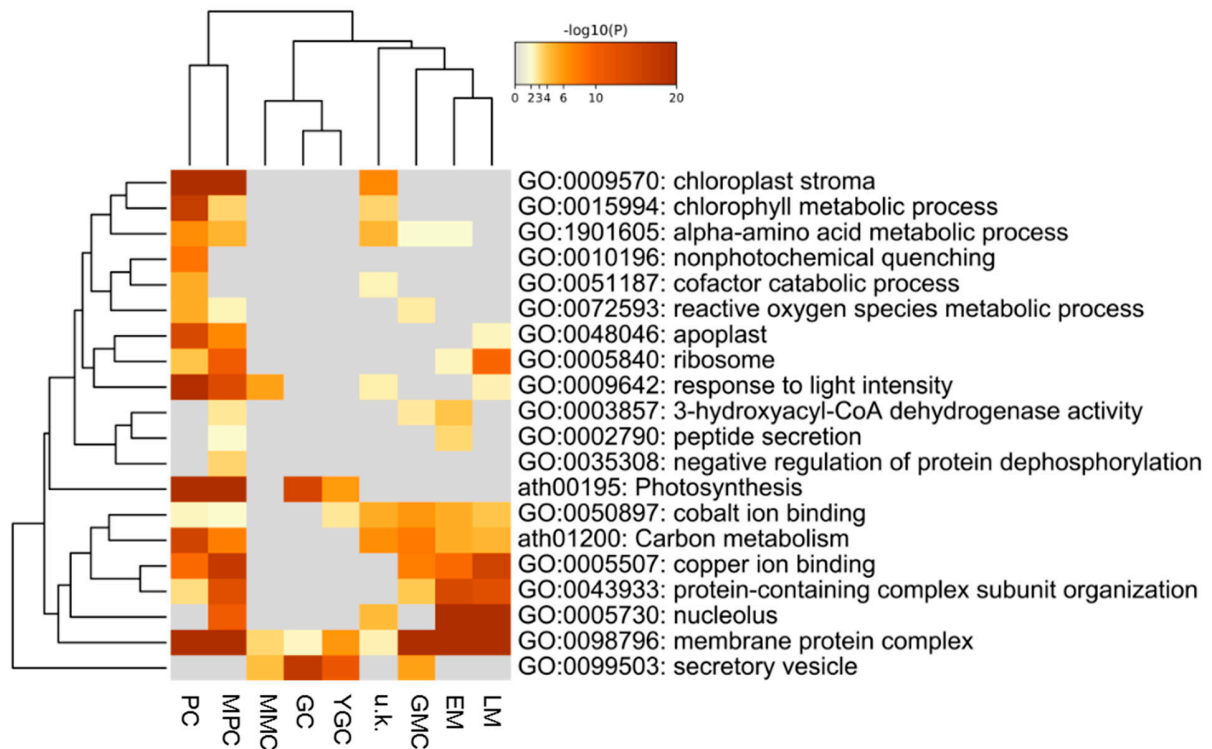 -log10(P)
0 2 3 4 6 10 20
GO:0009570: chloroplast stroma
GO:0015994: chlorophyll metabolic process
GO:1901605: alpha-amino acid metabolic process
GO:0010196: nonphotochemical quenching
GO:0051187: cofactor catabolic process
GO:0072593: reactive oxygen species metabolic process
GO:0048046: apoplast
GO:0005840: ribosome
GO:0009642: response to light intensity
GO:0003857: 3-hydroxyacyl-CoA dehydrogenase activity
GO:0002790: peptide secretion
GO:0035308: negative regulation of protein dephosphorylation
ath00195: Photosynthesis
GO:0050897: cobalt ion binding
ath01200: Carbon metabolism
GO:0005507: copper ion binding
GO:0043933: protein-containing complex subunit organization
GO:0005730: nucleolus
GO:0098796: membrane protein complex
GO:0099503: secretory vesicle
PC MPC MMC GC YGC u.k. GMC EM LM